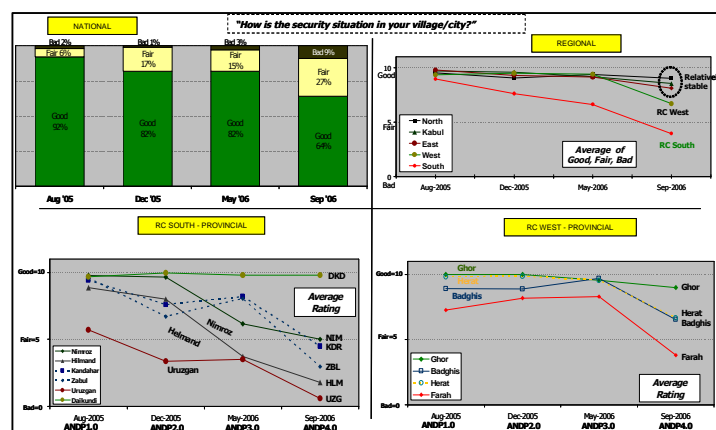 NATIONAL
"How is the security situation in your village/city?"
Bad 2%
Fair 6%
Good
92%
Bad 1%
Fair
17%
Good
82%
Bad 3%
Fair
15%
Good
82%
Bad 9%
Fair
27%
Good
64%
Aug '05
Dec '05
May '06
Sep '06
REGIONAL
Good
10
Fair
5
Bad
0
North
Kabul
East
West
South
Relative
stable
RC West
RC South
Average of
Good, Fair, Bad
Aug-2005
Dec-2005
May-2006
Sep-2006
RC SOUTH - PROVINCIAL
Good=10
Fair=5
Bad=0
DKD
Average
Rating
Nimroz
Helmand
Uruzgan
NIM
KDR
ZBL
HLM
UZG
Nimroz
Hilmand
Kandahar
Zabul
Uruzgan
Daikundi
Aug-2005
Dec-2005
May-2006
Sep-2006
ANDP1.0
ANDP2.0
ANDP3.0
ANDP4.0
RC WEST - PROVINCIAL
Good=10
Fair=5
Bad=0
Ghor
Badghis
Farah
Ghor
Herat
Badghis
Farah
Ghor
Badghis
Herat
Farah
Average
Rating
Aug-2005
Dec-2005
May-2006
Sep-2006
ANDP1.0
ANDP2.0
ANDP3.0
ANDP4.0